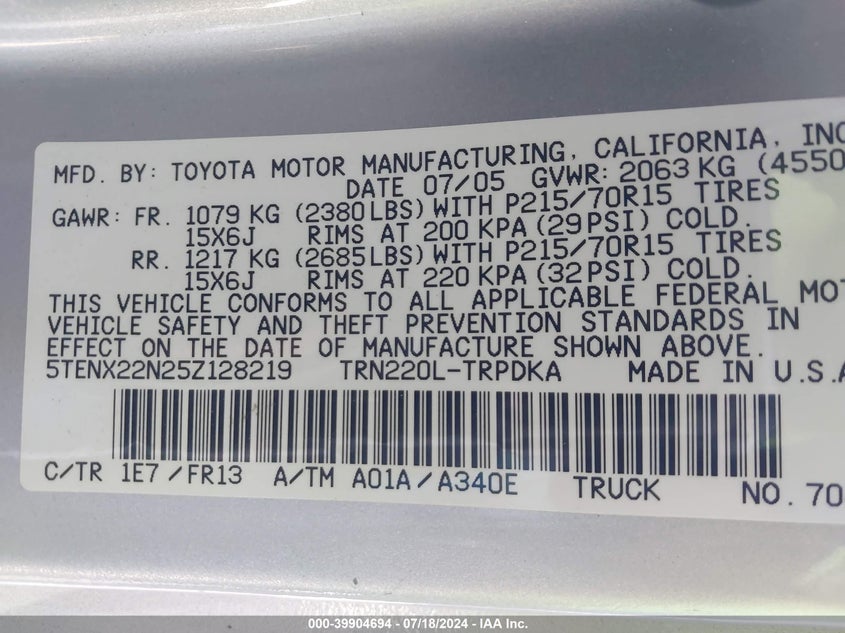 MFD. BY: TOYOTA MOTOR MANUFACTURING, CALIFORNIA, INC
DATE 07/05 GVWR: 2063 KG (4550
GAWR: FR. 1079 KG (2380 LBS) WITH P215/70R15 TIRES
15X6J RIMS AT 200 KPA (29 PSI) COLD.
RR. 1217 KG (2685 LBS) WITH P215/70R15 TIRES
15X6J RIMS AT 220 KPA (32 PSI) COLD.
THIS VEHICLE CONFORMS TO ALL APPLICABLE FEDERAL MOT
VEHICLE SAFETY AND THEFT PREVENTION STANDARDS IN
EFFECT ON THE DATE OF MANUFACTURE SHOWN ABOVE.
5TENX22N25Z128219 TRN220L-TRPDKA MADE IN U.S.A
C/TR 1E7 /FR13 A/TM A01A/A340E TRUCK NO. 70
000-39904694 - 07/18/2024 - IAA Inc.